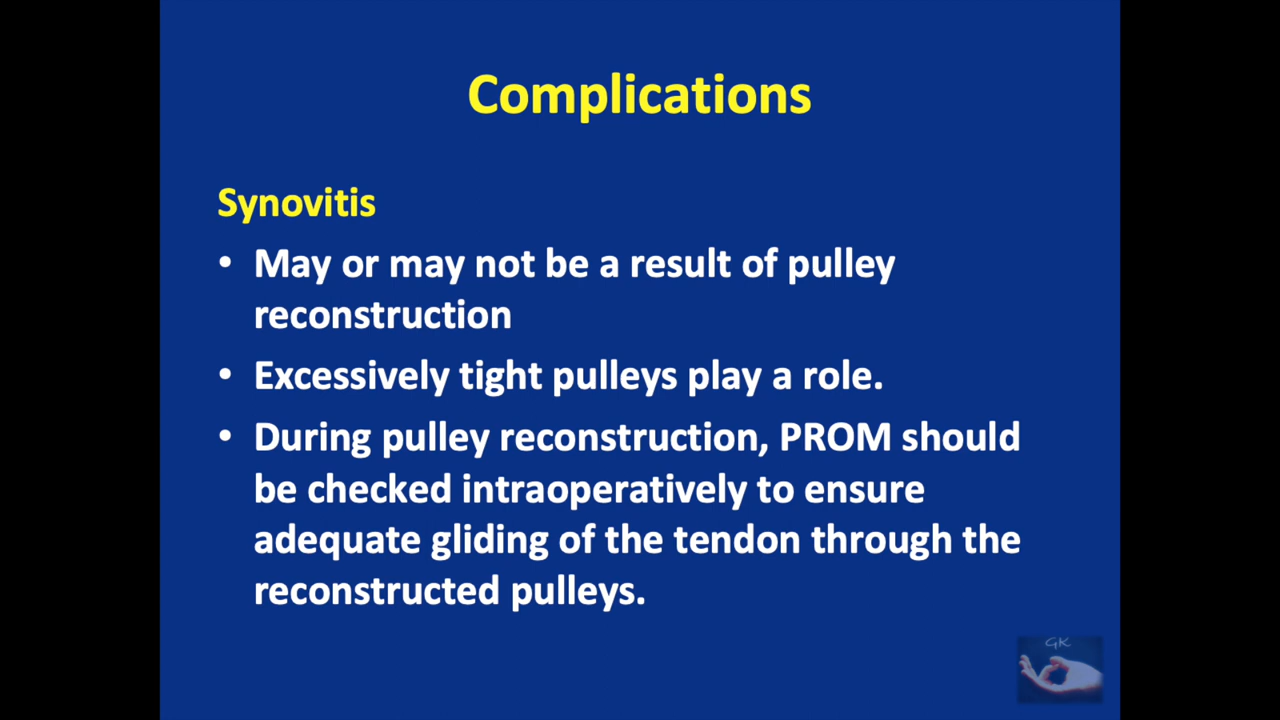 Complications
Synovitis
• May or may not be a result of pulley
reconstruction
• Excessively tight pulleys play a role.
• During pulley reconstruction, PROM should
be checked intraoperatively to ensure
adequate gliding of the tendon through the
reconstructed pulleys.
GK